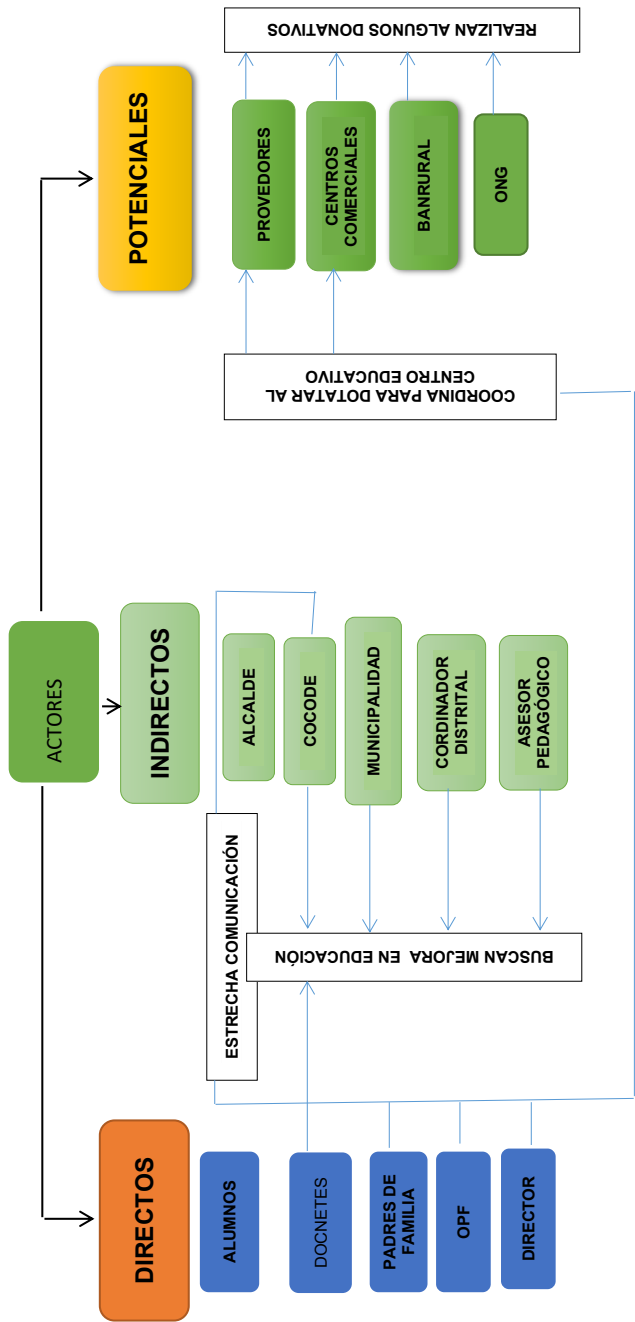 ACTORES
DIRECTOS
INDIRECTOS
POTENCIALES
ALUMNOS
DOCNETES
PADRES DE
FAMILIA
OPF
DIRECTOR
ESTRECHA COMUNICACIÓN
BUSCAN MEJORA EN EDUCACIÓN
ALCALDE
COCODE
MUNICIPALIDAD
CORDINADOR
DISTRITAL
ASESOR
PEDAGÓGICO
COORDINA PARA DOTATAR AL
CENTRO EDUCATIVO
PROVEDORES
CENTROS
COMERCIALES
BANRURAL
ONG
REALIZAN ALGUNOS DONATIVOS